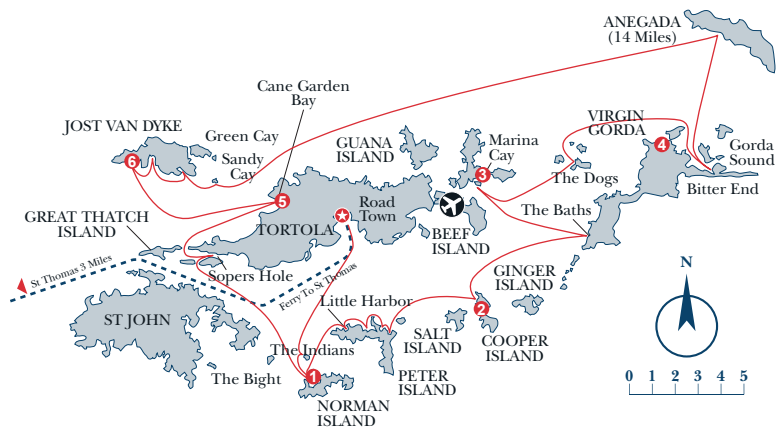 ANEGADA
(14 Miles)
Cane Garden
Bay
JOST VAN DYKE
Green Cay
Sandy
Cay
GUANA
ISLAND
Marina
Cay
VIRGIN
GORDA
Gorda
Sound
The Dogs
Bitter End
6
3
4
5
Road
Town
TORTOLA
BEEF
ISLAND
The Baths
GREAT THATCH
ISLAND
St Thomas 3 Miles
Sopers Hole
Ferry To St Thomas
GINGER
ISLAND
N
Little Harbor
2
ST JOHN
SALT
ISLAND
COOPER
ISLAND
The Indians
The Bight
1
PETER
ISLAND
NORMAN
ISLAND
0 1 2 3 4 5